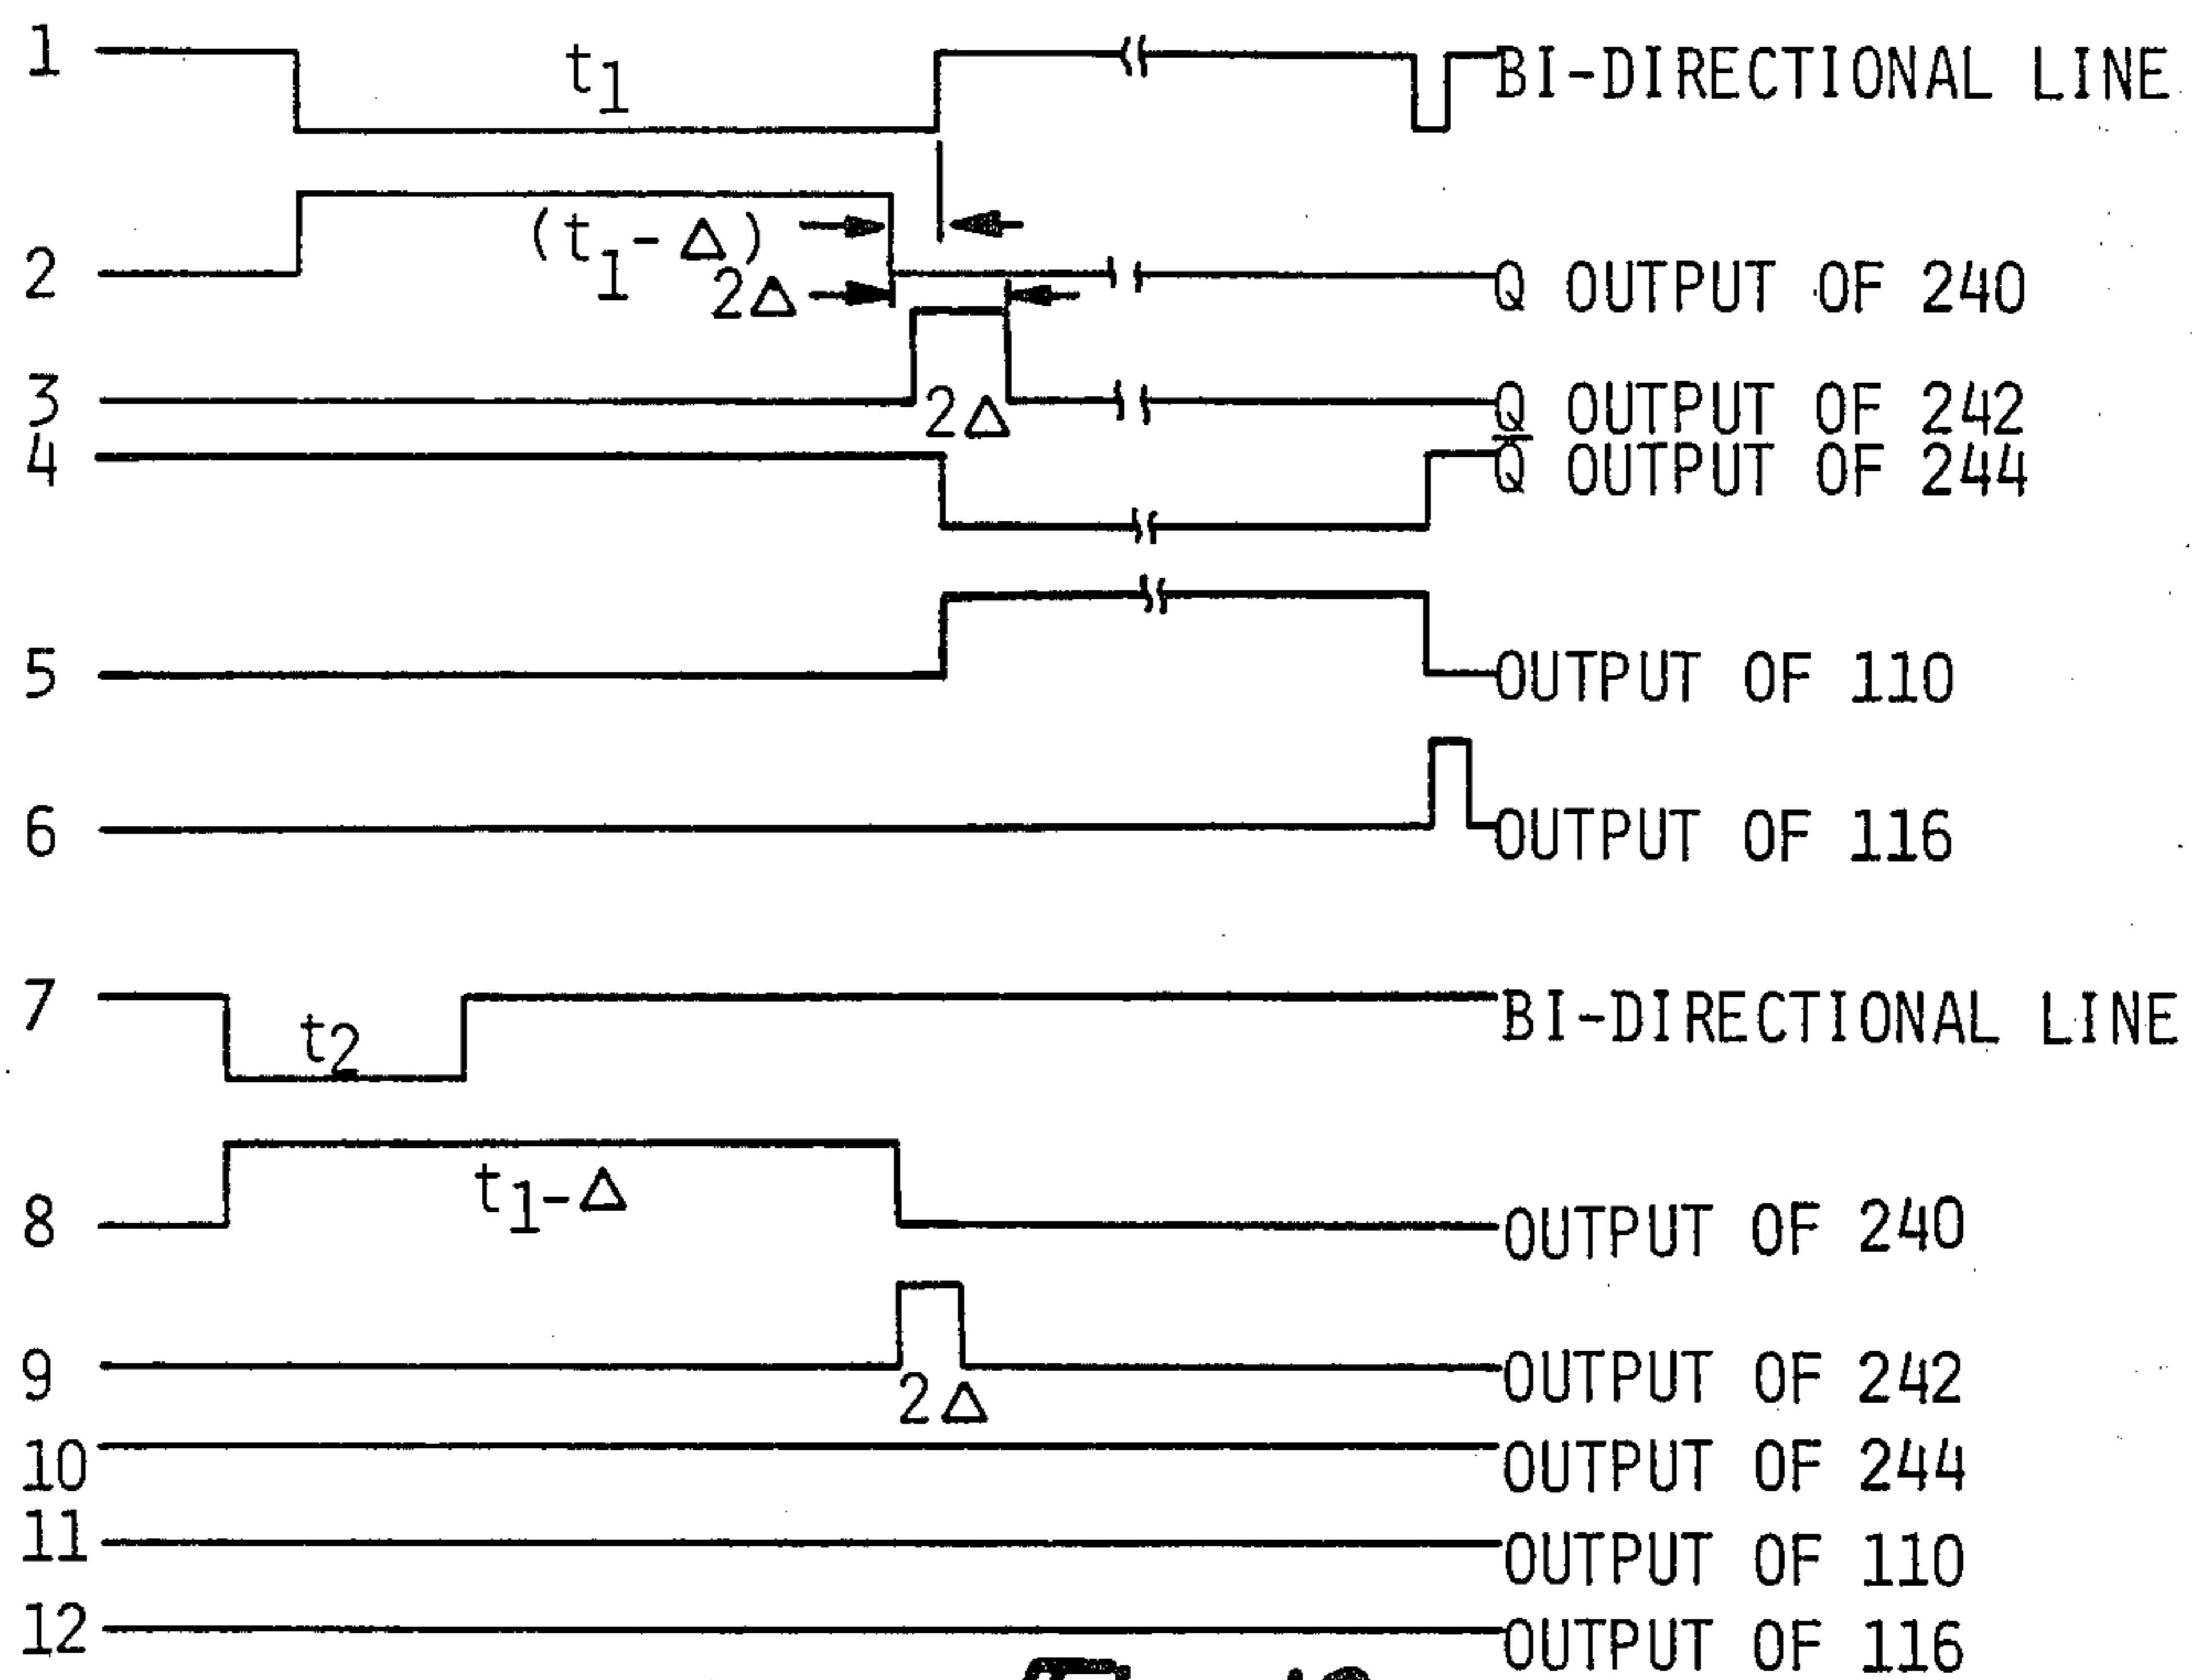 1 t1 BI-DIRECTIONAL LINE
2 (t1-Δ) 2Δ Q OUTPUT OF 240
3 2Δ Q OUTPUT OF 242
4 Q̅ OUTPUT OF 244
5 OUTPUT OF 110
6 OUTPUT OF 116
7 t2 BI-DIRECTIONAL LINE
8 t1-Δ OUTPUT OF 240
9 2Δ OUTPUT OF 242
10 OUTPUT OF 244
11 OUTPUT OF 110
12 OUTPUT OF 116